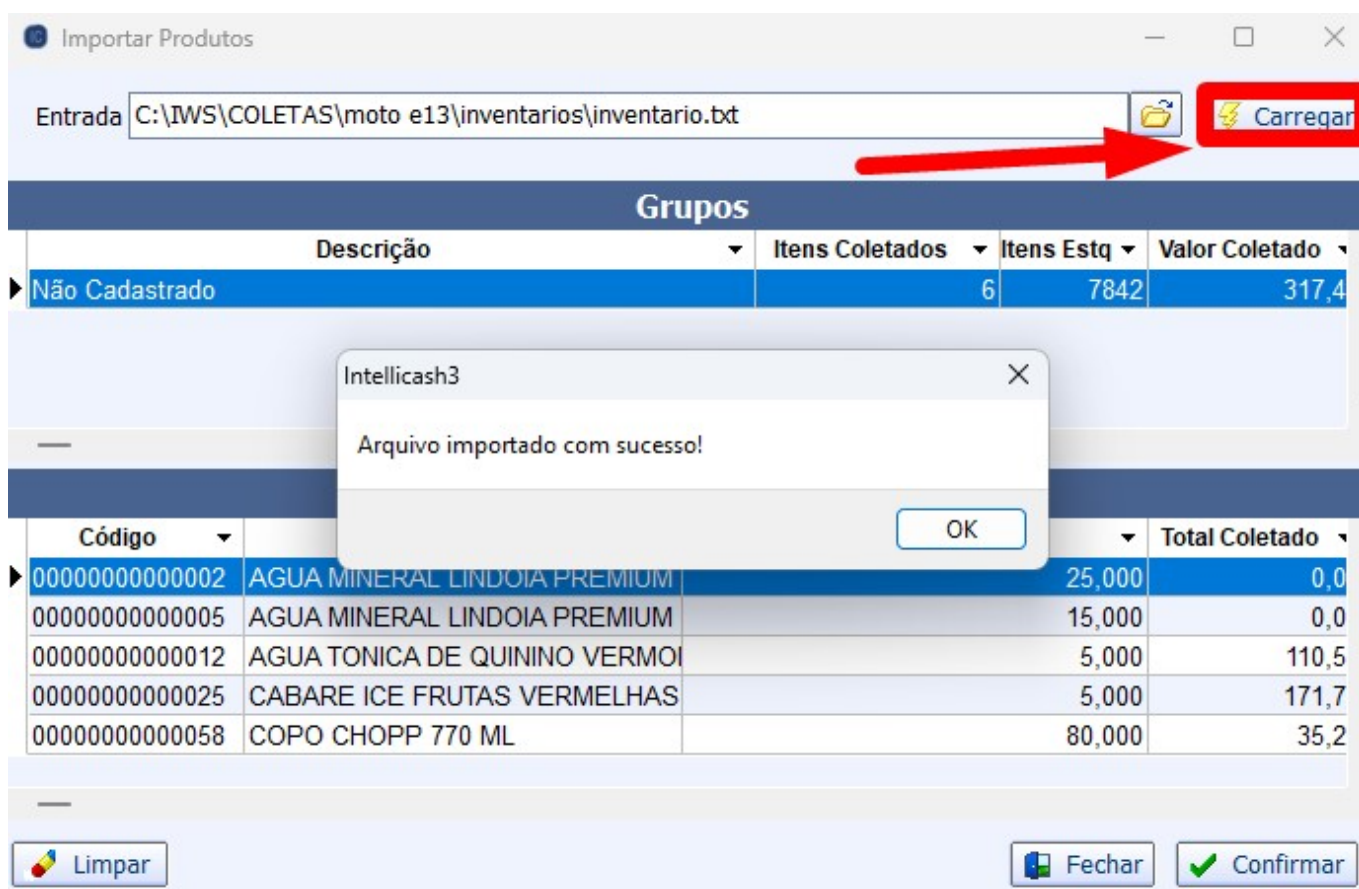 Importar Produtos
Entrada C:\IWS\COLETAS\moto e13\inventarios\inventario.txt Carregar
Grupos
Descrição Itens Coletados Itens Estq Valor Coletado
Não Cadastrado 6 7842 317,4
Intellicash3
Arquivo importado com sucesso!
OK
Código Total Coletado
00000000000002 AGUA MINERAL LINDOIA PREMIUM 25,000 0,0
00000000000005 AGUA MINERAL LINDOIA PREMIUM 15,000 0,0
00000000000012 AGUA TONICA DE QUININO VERMO 5,000 110,5
00000000000025 CABARE ICE FRUTAS VERMELHAS 5,000 171,7
00000000000058 COPO CHOPP 770 ML 80,000 35,2
Limpar Fechar Confirmar